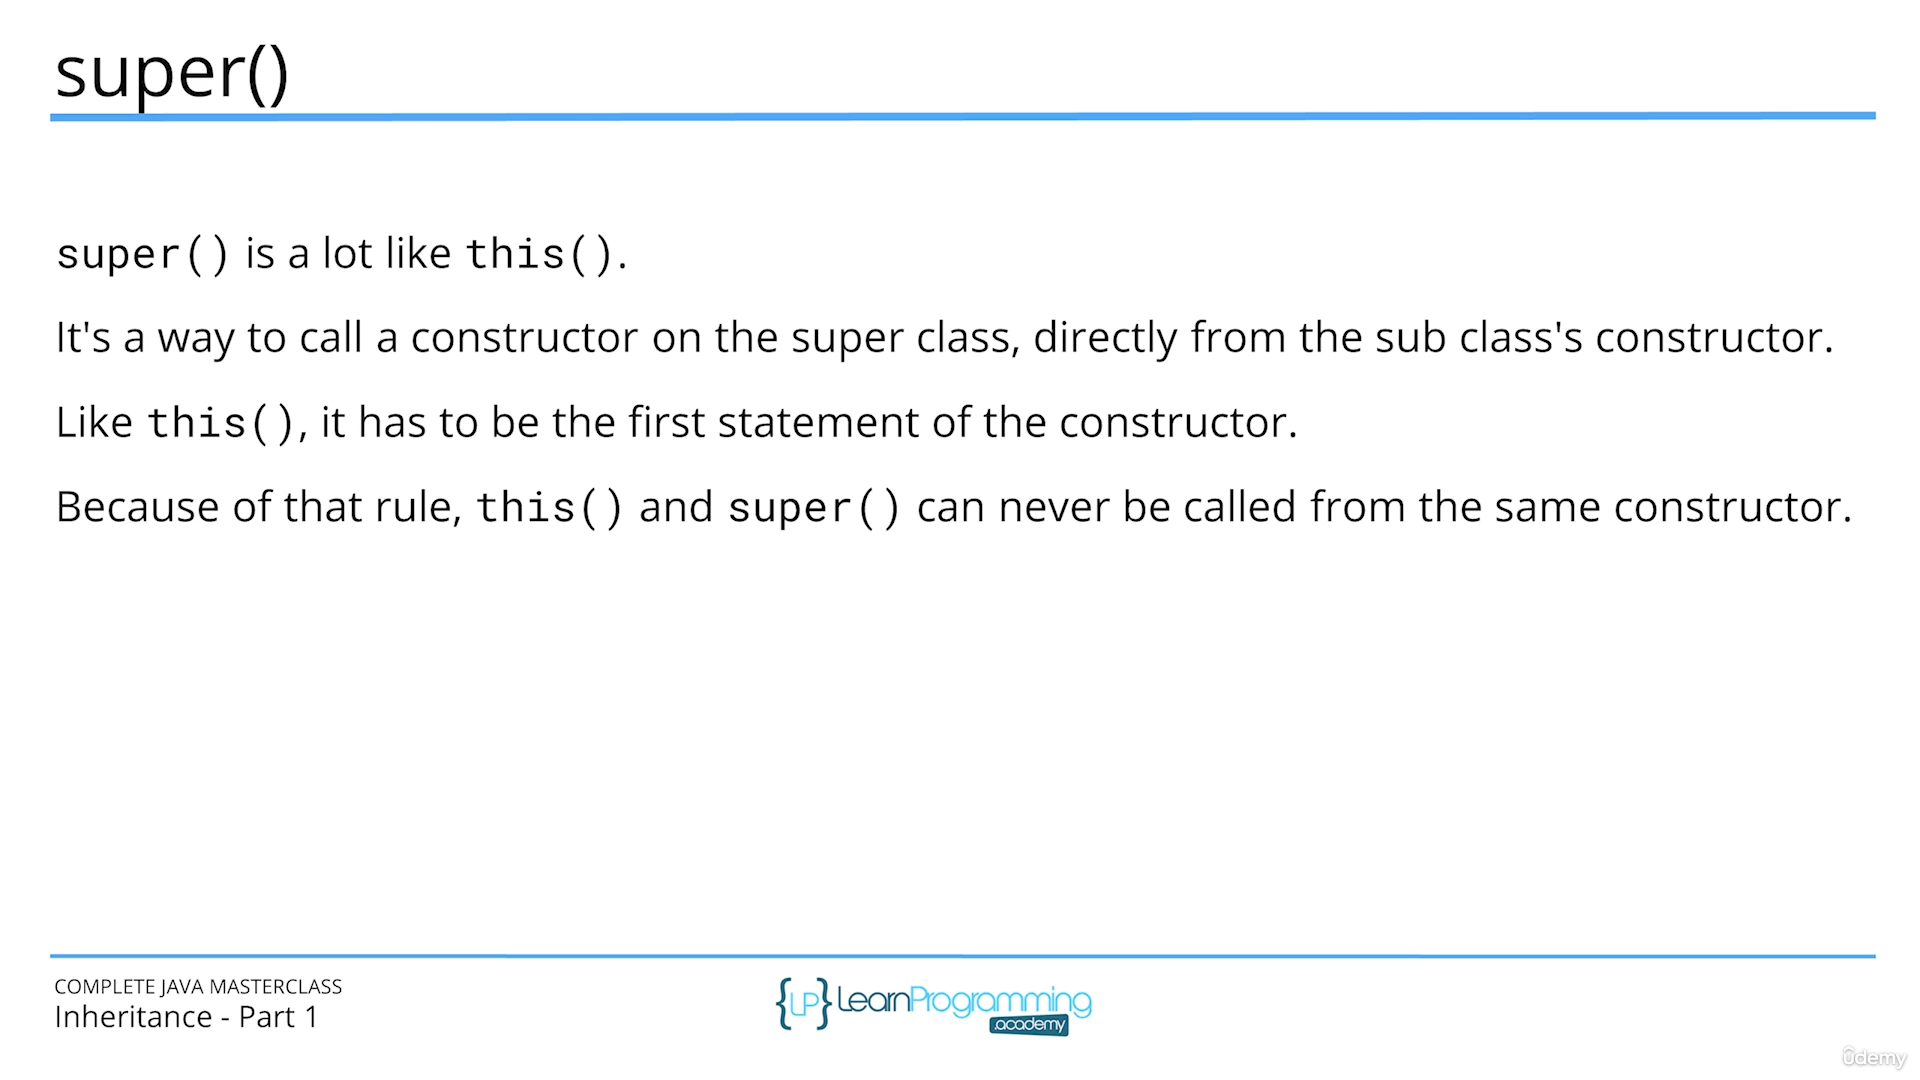 super()
super() is a lot like this().
It's a way to call a constructor on the super class, directly from the sub class's constructor.
Like this(), it has to be the first statement of the constructor.
Because of that rule, this() and super() can never be called from the same constructor.
COMPLETE JAVA MASTERCLASS
Inheritance - Part 1
{LP} LearnProgramming
.academy
ûdemy